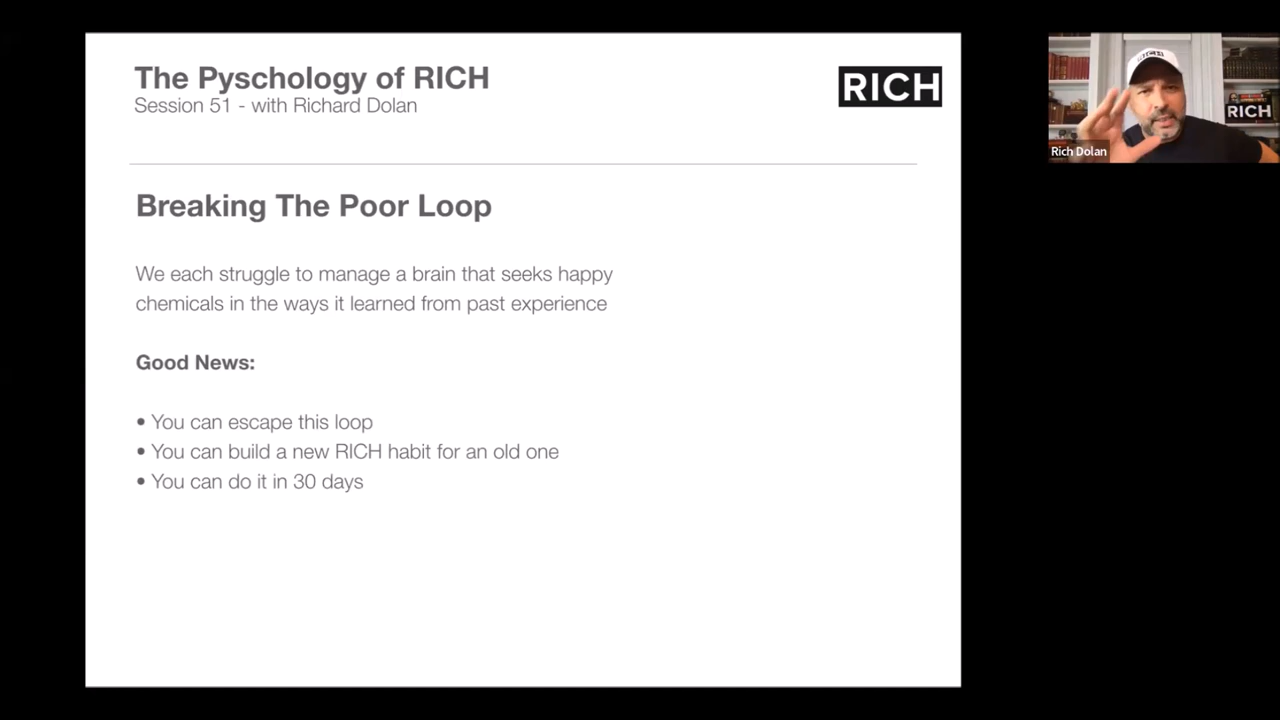 The Pyschology of RICH
Session 51 - with Richard Dolan
RICH
Breaking The Poor Loop
We each struggle to manage a brain that seeks happy
chemicals in the ways it learned from past experience
Good News:
• You can escape this loop
• You can build a new RICH habit for an old one
• You can do it in 30 days
RICH
RICH
Rich Dolan